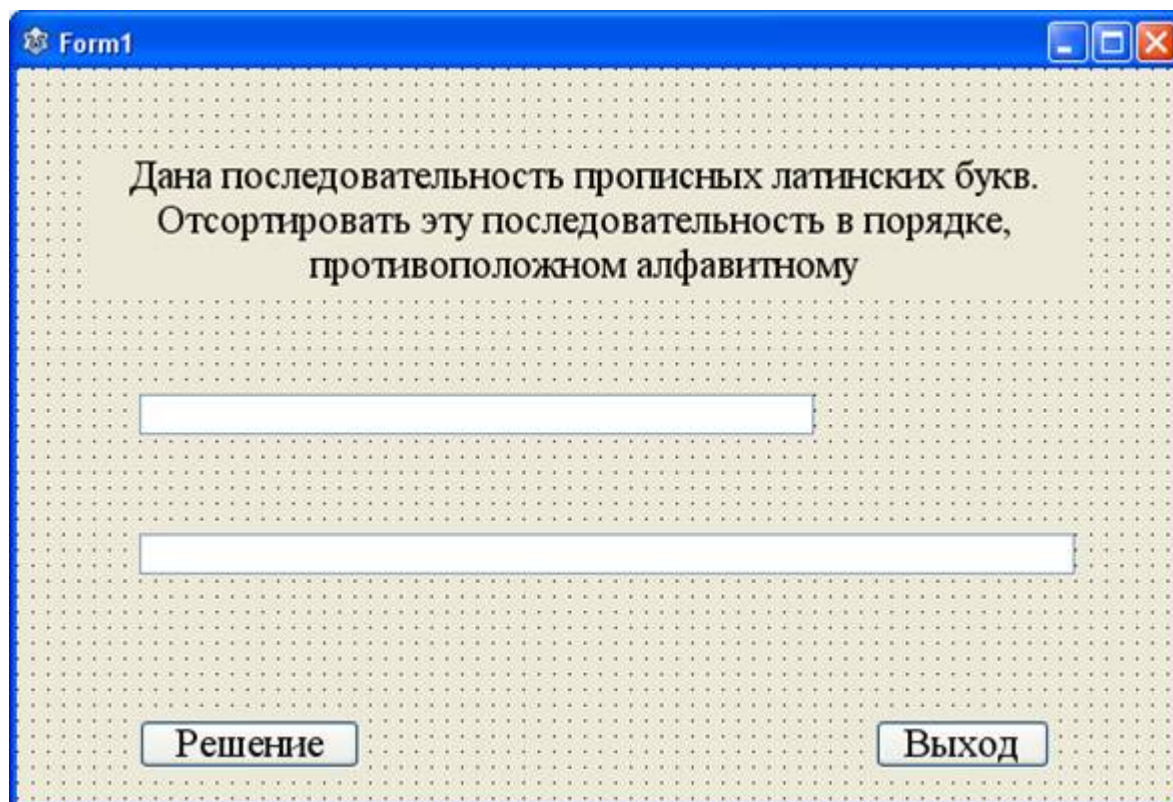 Form1
Дана последовательность прописных латинских букв.
Отсортировать эту последовательность в порядке,
противоположном алфавитному
Решение
Выход